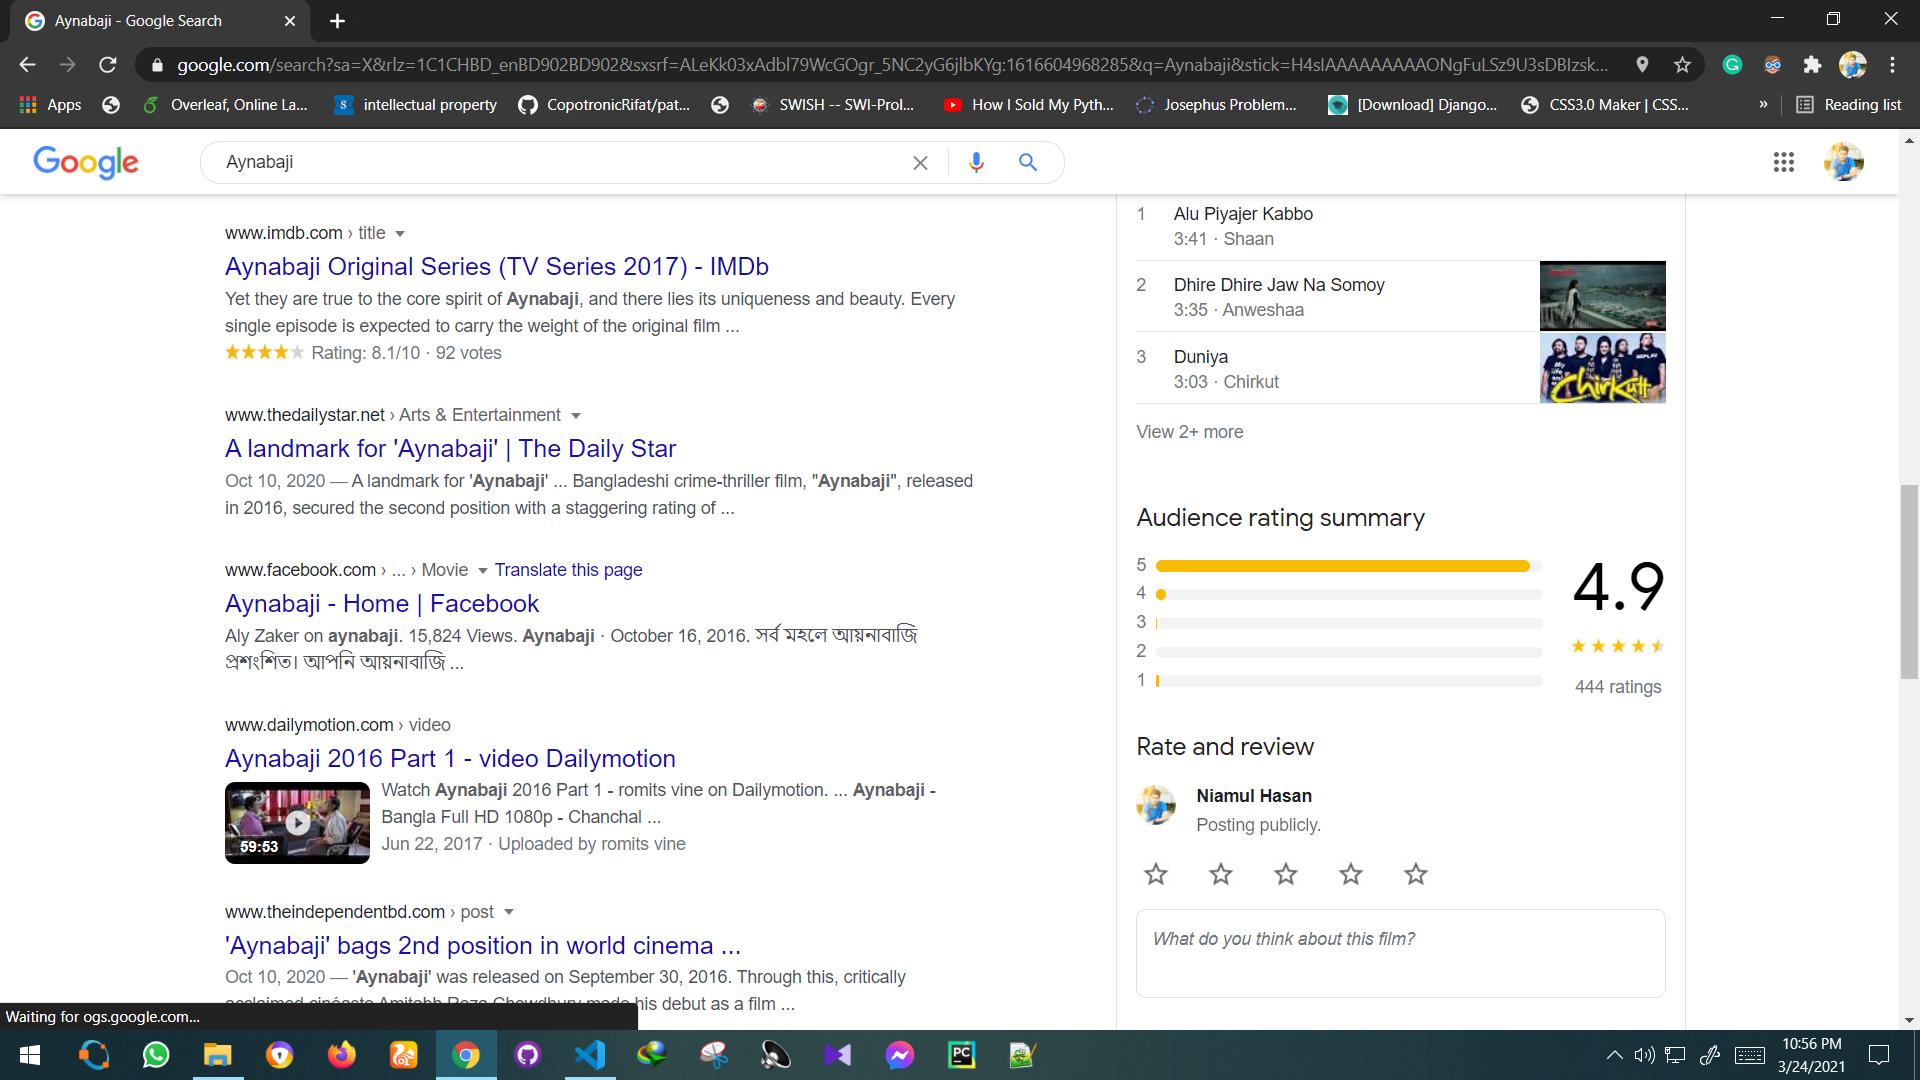 Aynabaji - Google Search
google.com/search?sa=X&rlz=1C1CHBD_enBD902BD902&sxsrf=ALeKk03xAdbl79WcGOgr_5NC2yG6jlbKYg:1616604968285&q=Aynabaji&stick=H4sIAAAAAAAAAONgFuLSz9U3sDBIzsk...
Apps
Overleaf, Online La...
intellectual property
CopotronicRifat/pat...
SWISH -- SWI-Prol...
How I Sold My Pyth...
Josephus Problem...
[Download] Django...
CSS3.0 Maker | CSS...
»
Reading list
Google
Aynabaji
www.imdb.com › title
Aynabaji Original Series (TV Series 2017) - IMDb
Yet they are true to the core spirit of Aynabaji, and there lies its uniqueness and beauty. Every
single episode is expected to carry the weight of the original film ...
Rating: 8.1/10 · 92 votes
www.thedailystar.net › Arts & Entertainment
A landmark for 'Aynabaji' | The Daily Star
Oct 10, 2020 — A landmark for 'Aynabaji' ... Bangladeshi crime-thriller film, "Aynabaji", released
in 2016, secured the second position with a staggering rating of ...
www.facebook.com › ... › Movie Translate this page
Aynabaji - Home | Facebook
Aly Zaker on aynabaji. 15,824 Views. Aynabaji · October 16, 2016. সর্ব মহলে আয়নাবাজি
প্রশংশিত। আপনি আয়নাবাজি ...
www.dailymotion.com › video
Aynabaji 2016 Part 1 - video Dailymotion
59:53
Watch Aynabaji 2016 Part 1 - romits vine on Dailymotion. ... Aynabaji -
Bangla Full HD 1080p - Chanchal ...
Jun 22, 2017 · Uploaded by romits vine
www.theindependentbd.com › post
'Aynabaji' bags 2nd position in world cinema ...
Oct 10, 2020 — 'Aynabaji' was released on September 30, 2016. Through this, critically
acclaimed cinéaste Amitabh Reza Chowdhury made his debut as a film ...
1 Alu Piyajer Kabbo
3:41 · Shaan
2 Dhire Dhire Jaw Na Somoy
3:35 · Anweshaa
3 Duniya
3:03 · Chirkut
Chirkutt
View 2+ more
Audience rating summary
5
4
3
2
1
4.9
444 ratings
Rate and review
Niamul Hasan
Posting publicly.
What do you think about this film?
Waiting for ogs.google.com...
PC
10:56 PM
3/24/2021